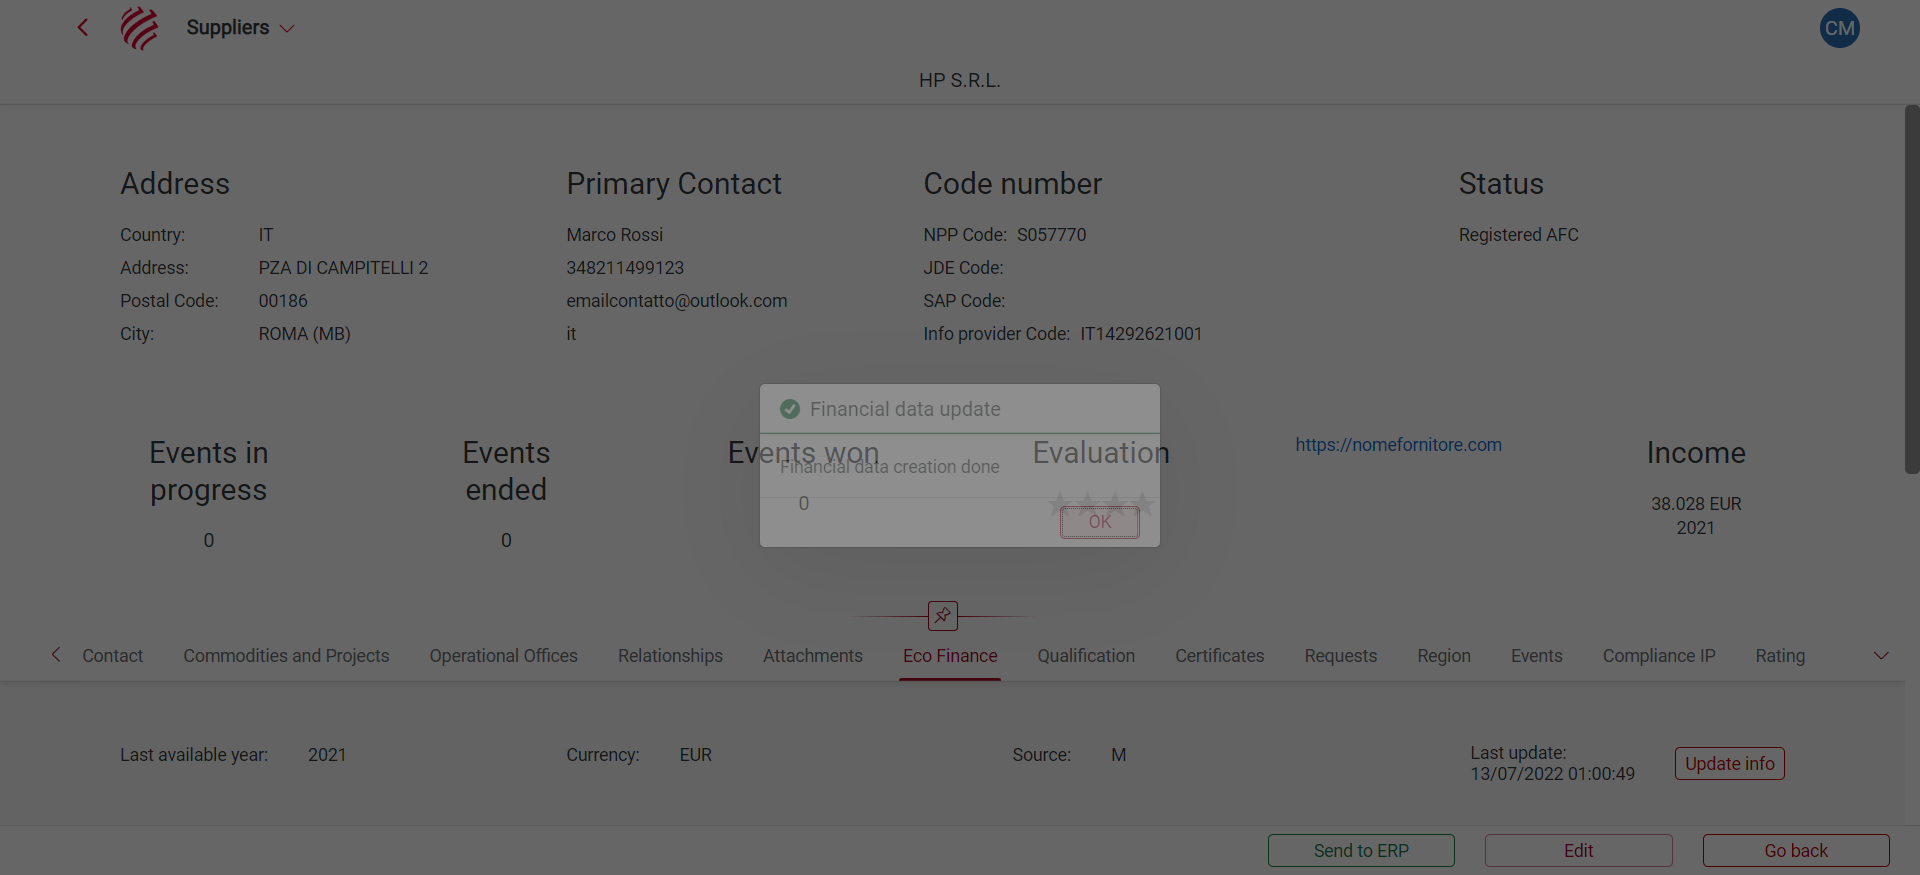 Suppliers
CM
HP S.R.L.
Address
Country: IT
Address: PZA DI CAMPITELLI 2
Postal Code: 00186
City: ROMA (MB)
Primary Contact
Marco Rossi
348211499123
emailcontatto@outlook.com
it
Code number
NPP Code: S057770
JDE Code:
SAP Code:
Info provider Code: IT14292621001
Status
Registered AFC
Financial data update
Financial data creation done
OK
Events in
progress
0
Events
ended
0
Events won
0
Evaluation
https://nomefornitore.com
Income
38.028 EUR
2021
Contact Commodities and Projects Operational Offices Relationships Attachments Eco Finance Qualification Certificates Requests Region Events Compliance IP Rating
Last available year: 2021 Currency: EUR Source: M
Last update:
13/07/2022 01:00:49
Update info
Send to ERP Edit Go back